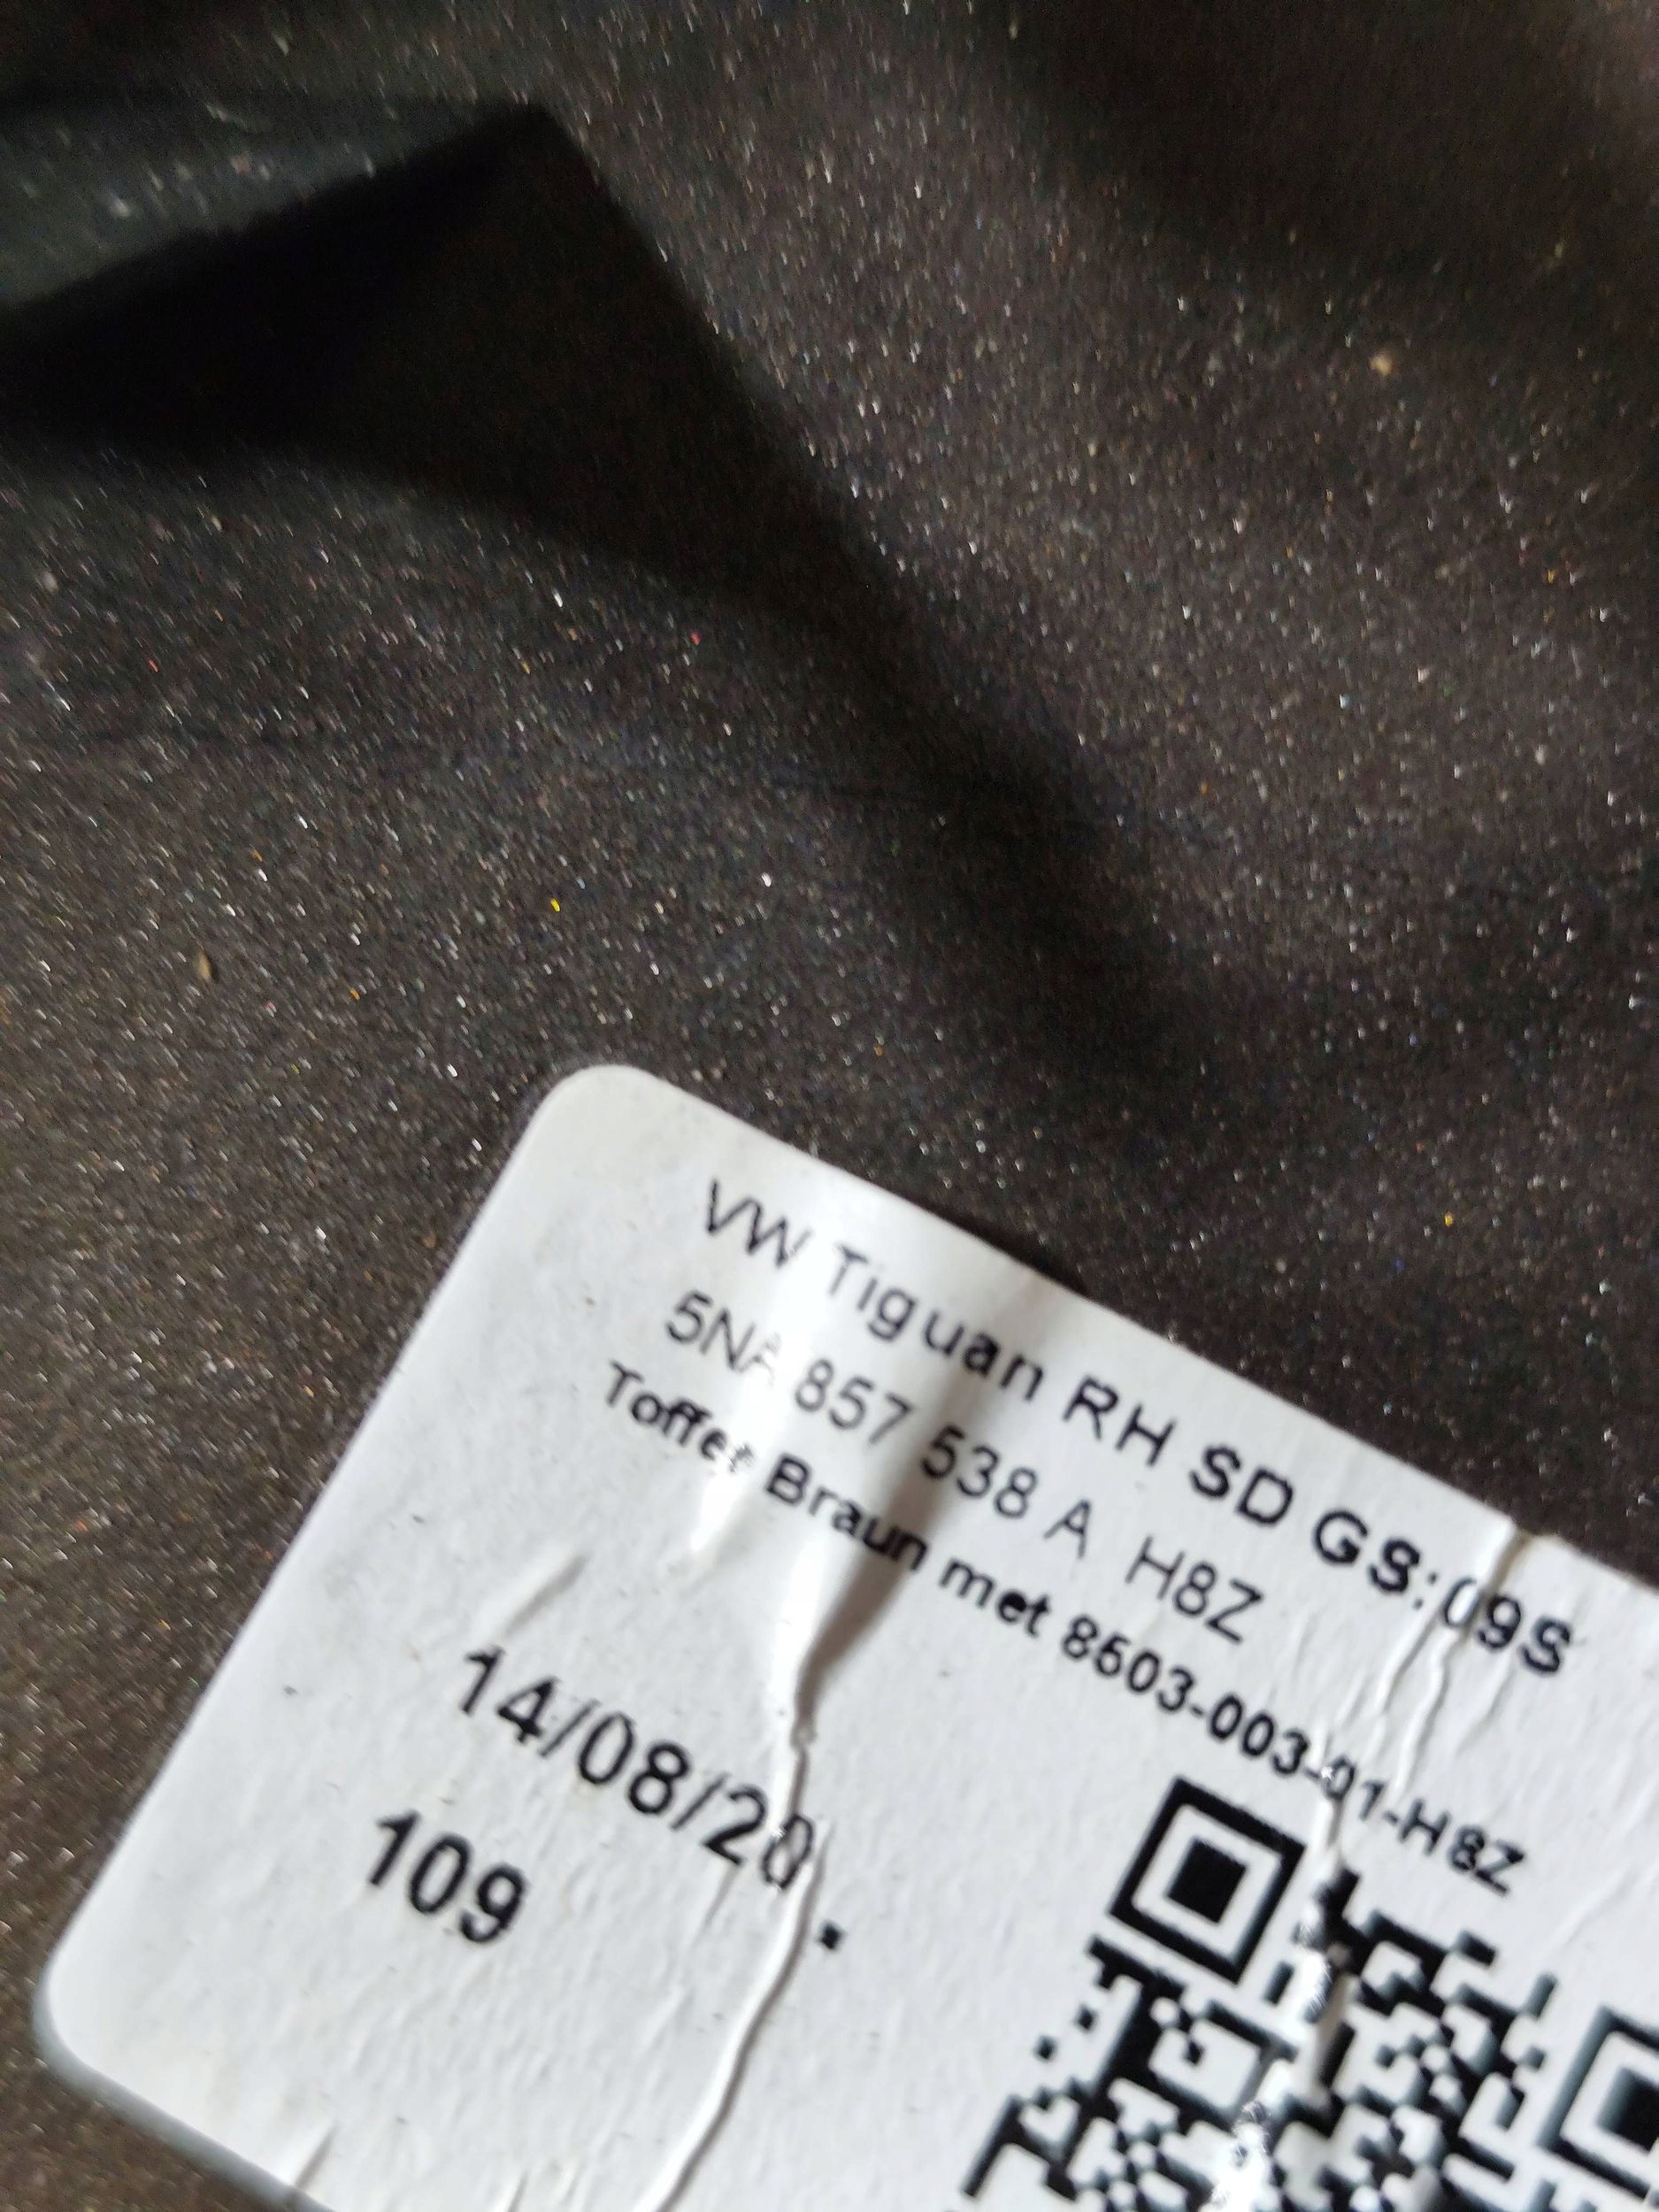 VW Tiguan RH SD GS:09S
5NA 857 538 A H8Z
Toffee Braun met 8603-003-01-H8Z
14/08/20.
109